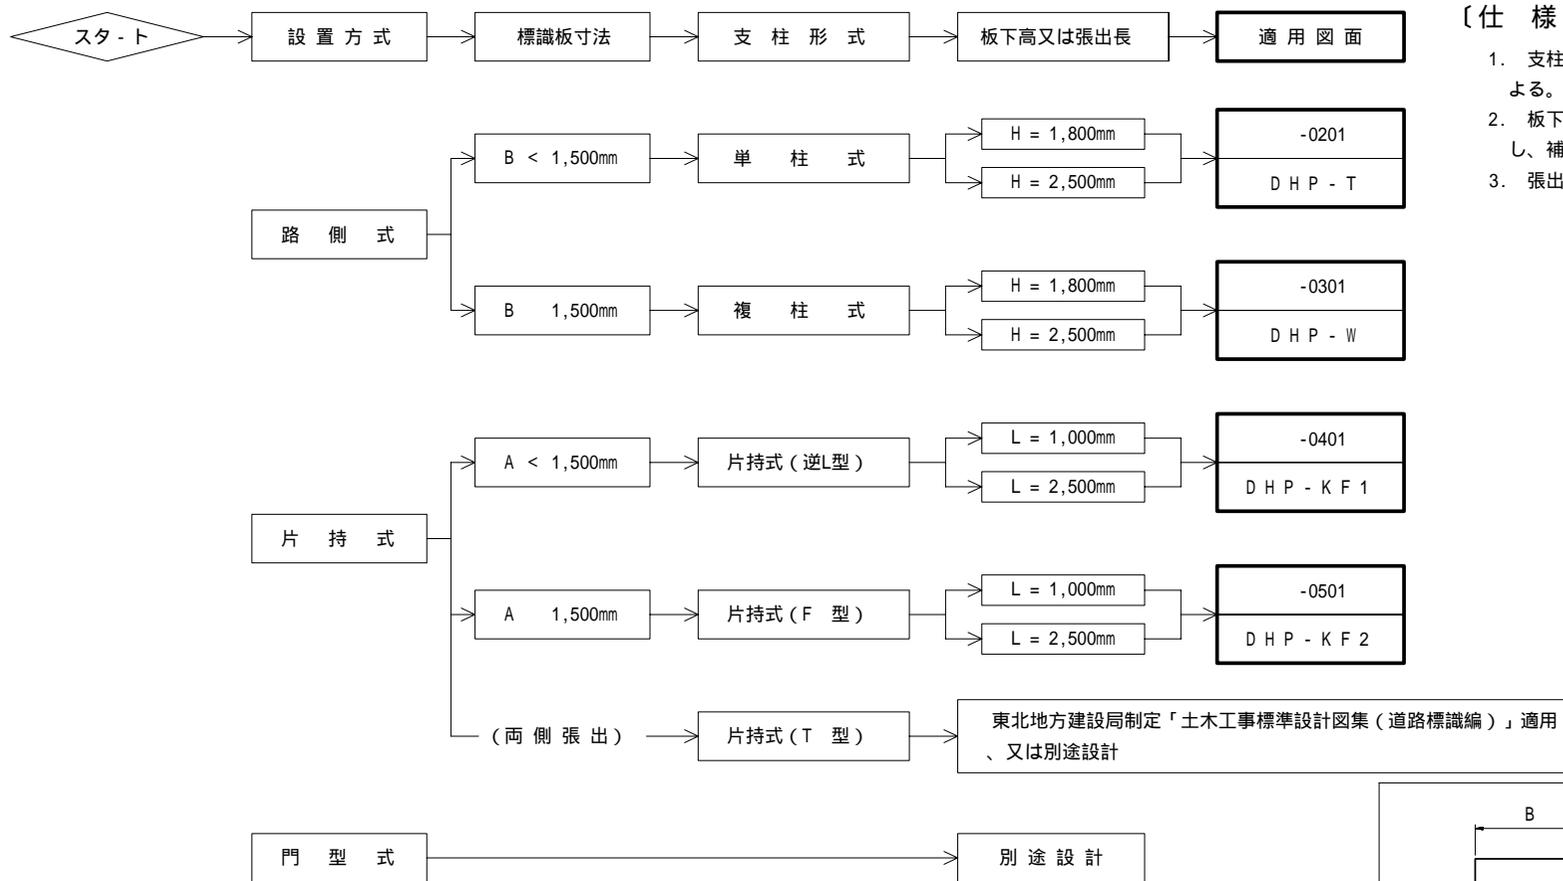 スタ-ト
設置方式
標識板寸法
支柱形式
板下高又は張出長
適用図面
〔仕 様
1. 支柱
よる。
2. 板下
し、補
3. 張出
路側式
B < 1,500mm
単柱式
H = 1,800mm
H = 2,500mm
-0201
DHP-T
B 1,500mm
複柱式
H = 1,800mm
H = 2,500mm
-0301
DHP-W
片持式
A < 1,500mm
片持式(逆L型)
L = 1,000mm
L = 2,500mm
-0401
DHP-KF1
A 1,500mm
片持式(F 型)
L = 1,000mm
L = 2,500mm
-0501
DHP-KF2
(両側張出)
片持式(T 型)
東北地方建設局制定「土木工事標準設計図集(道路標識編)」適用
、又は別途設計
門型式
別途設計
B